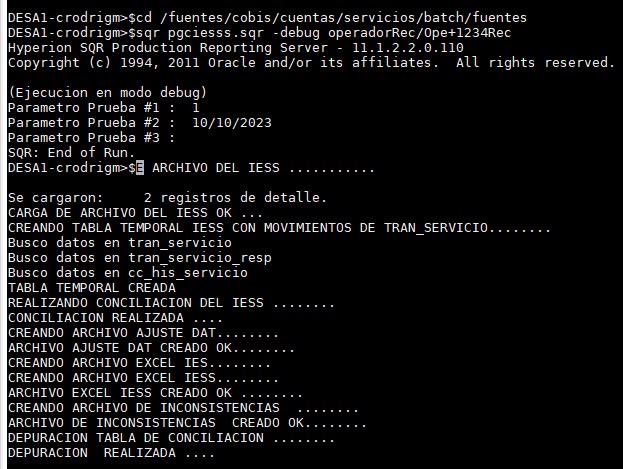 DESA1-crodrigm>$cd /fuentes/cobis/cuentas/servicios/batch/fuentes
DESA1-crodrigm>$sqr pgciesss.sqr -debug operadorRec/Ope+1234Rec
Hyperion SQR Production Reporting Server - 11.1.2.2.0.110
Copyright (c) 1994, 2011 Oracle and/or its affiliates.  All rights reserved.
(Ejecucion en modo debug)
Parametro Prueba #1 :  1
Parametro Prueba #2 :  10/10/2023
Parametro Prueba #3 :
SQR: End of Run.
DESA1-crodrigm>$E ARCHIVO DEL IESS ...........
Se cargaron:     2 registros de detalle.
CARGA DE ARCHIVO DEL IESS OK ...
CREANDO TABLA TEMPORAL IESS CON MOVIMIENTOS DE TRAN_SERVICIO........
Busco datos en tran_servicio
Busco datos en tran_servicio_resp
Busco datos en cc_his_servicio
TABLA TEMPORAL CREADA
REALIZANDO CONCILIACION DEL IESS ........
CONCILIACION REALIZADA ....
CREANDO ARCHIVO AJUSTE DAT........
ARCHIVO AJUSTE DAT CREADO OK........
CREANDO ARCHIVO EXCEL IES........
CREANDO ARCHIVO EXCEL IESS........
ARCHIVO EXCEL IESS CREADO OK ........
CREANDO ARCHIVO DE INCONSISTENCIAS  ........
ARCHIVO DE INCONSISTENCIAS  CREADO OK........
DEPURACION TABLA DE CONCILIACION ........
DEPURACION  REALIZADA ....